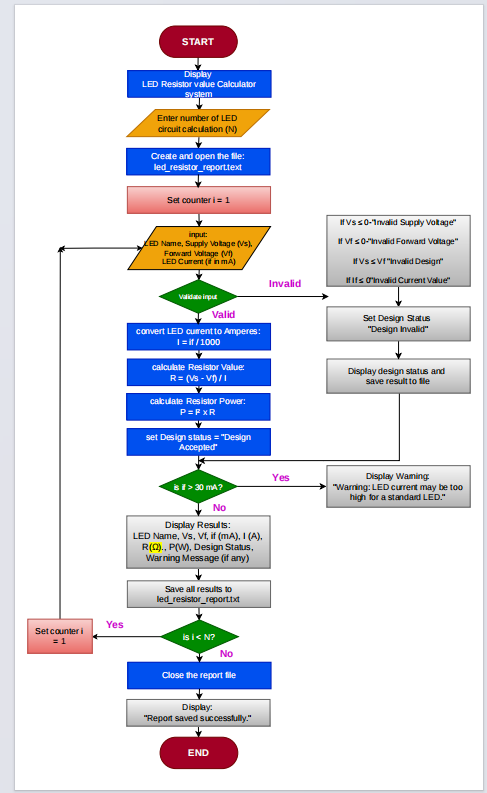 START
Display
LED Resistor value Calculator
system
Enter number of LED
circuit calculation (N)
Create and open the file:
led_resistor_report.text
Set counter i = 1
input:
LED Name, Supply Voltage (Vs),
Forward Voltage (Vf)
LED Current (if in mA)
If Vs ≤ 0-"Invalid Supply Voltage"
If Vf ≤ 0-"Invalid Forward Voltage"
If Vs ≤ Vf "Invalid Design"
If If ≤ 0"Invalid Current Value"
Validate input
Invalid
Valid
Set Design Status
"Design Invalid"
convert LED current to Amperes:
I = if / 1000
calculate Resistor Value:
R = (Vs - Vf) / I
Display design status and
save result to file
calculate Resistor Power:
P = I² x R
set Design status = "Design
Accepted"
is if > 30 mA?
Yes
No
Display Warning:
"Warning: LED current may be too
high for a standard LED."
Display Results:
LED Name, Vs, Vf, if (mA), I (A),
R(Ω)., P(W), Design Status,
Warning Message (if any)
Save all results to
led_resistor_report.txt
is i < N?
Yes
No
Set counter i
= 1
Close the report file
Display:
"Report saved successfully."
END